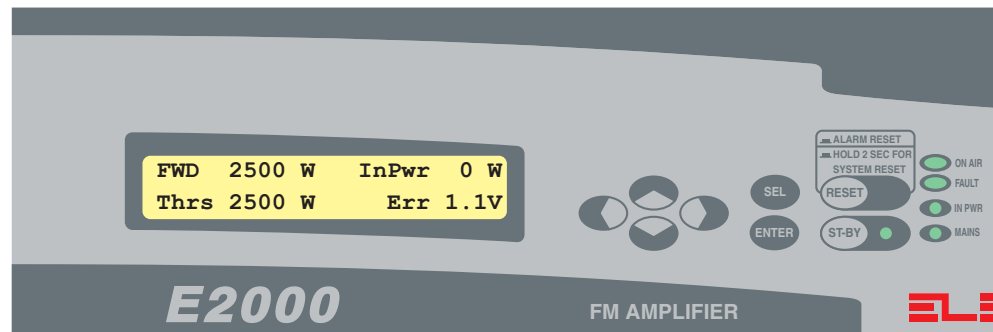 FWD 2500 W InPwr 0 W
Thrs 2500 W Err 1.1V
ALARM RESET
HOLD 2 SEC FOR
SYSTEM RESET
RESET
ST-BY
SEL
ENTER
ON AIR
FAULT
IN PWR
MAINS
E2000
FM AMPLIFIER